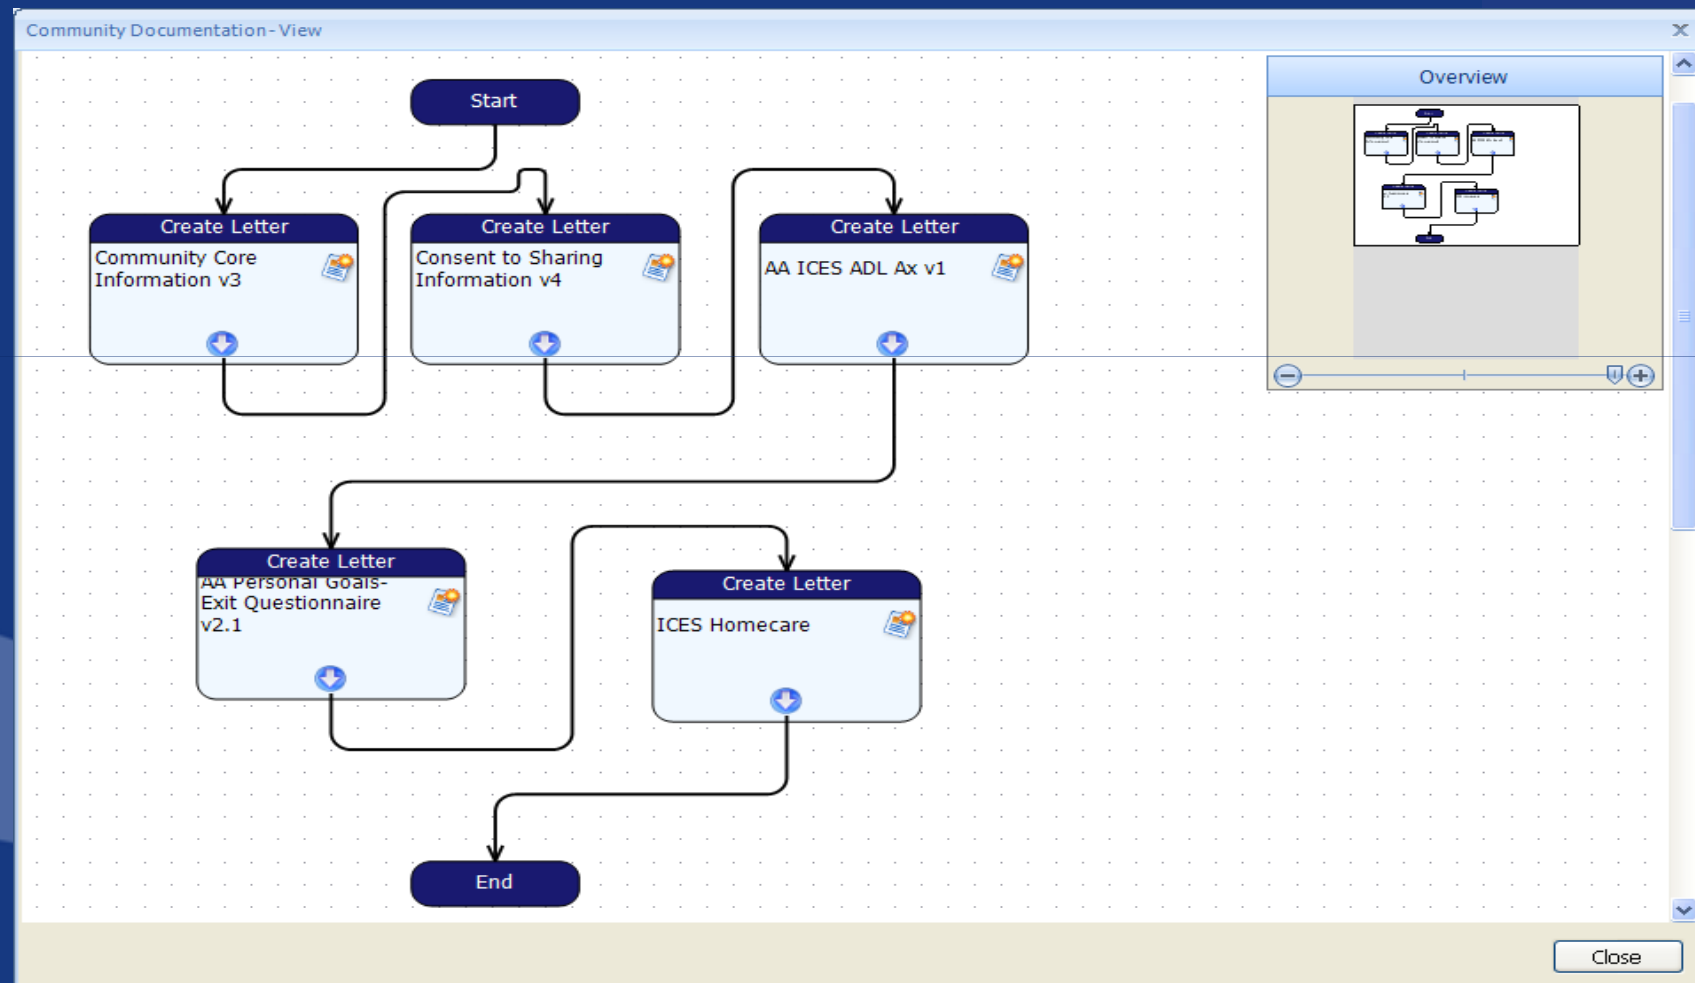 Community Documentation - View
Overview
Start
Create Letter
Community Core
Information v3
Create Letter
Consent to Sharing
Information v4
Create Letter
AA ICES ADL Ax v1
Create Letter
AA Personal Goals-
Exit Questionnaire
v2.1
Create Letter
ICES Homecare
End
Close